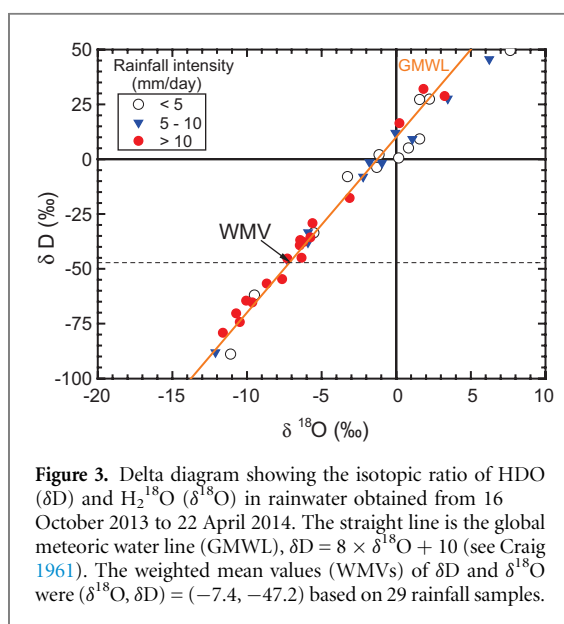 50
25
0
-25
-50
-75
-100
δ D (‰)
Rainfall intensity
(mm/day)
< 5
5 - 10
> 10
GMWL
WMV
-20 -15 -10 -5 0 5 10
δ ¹⁸O (‰)
Figure 3. Delta diagram showing the isotopic ratio of HDO
(δD) and H₂¹⁸O (δ¹⁸O) in rainwater obtained from 16
October 2013 to 22 April 2014. The straight line is the global
meteoric water line (GMWL), δD = 8 × δ¹⁸O + 10 (see Craig
1961). The weighted mean values (WMVs) of δD and δ¹⁸O
were (δ¹⁸O, δD) = (−7.4, −47.2) based on 29 rainfall samples.